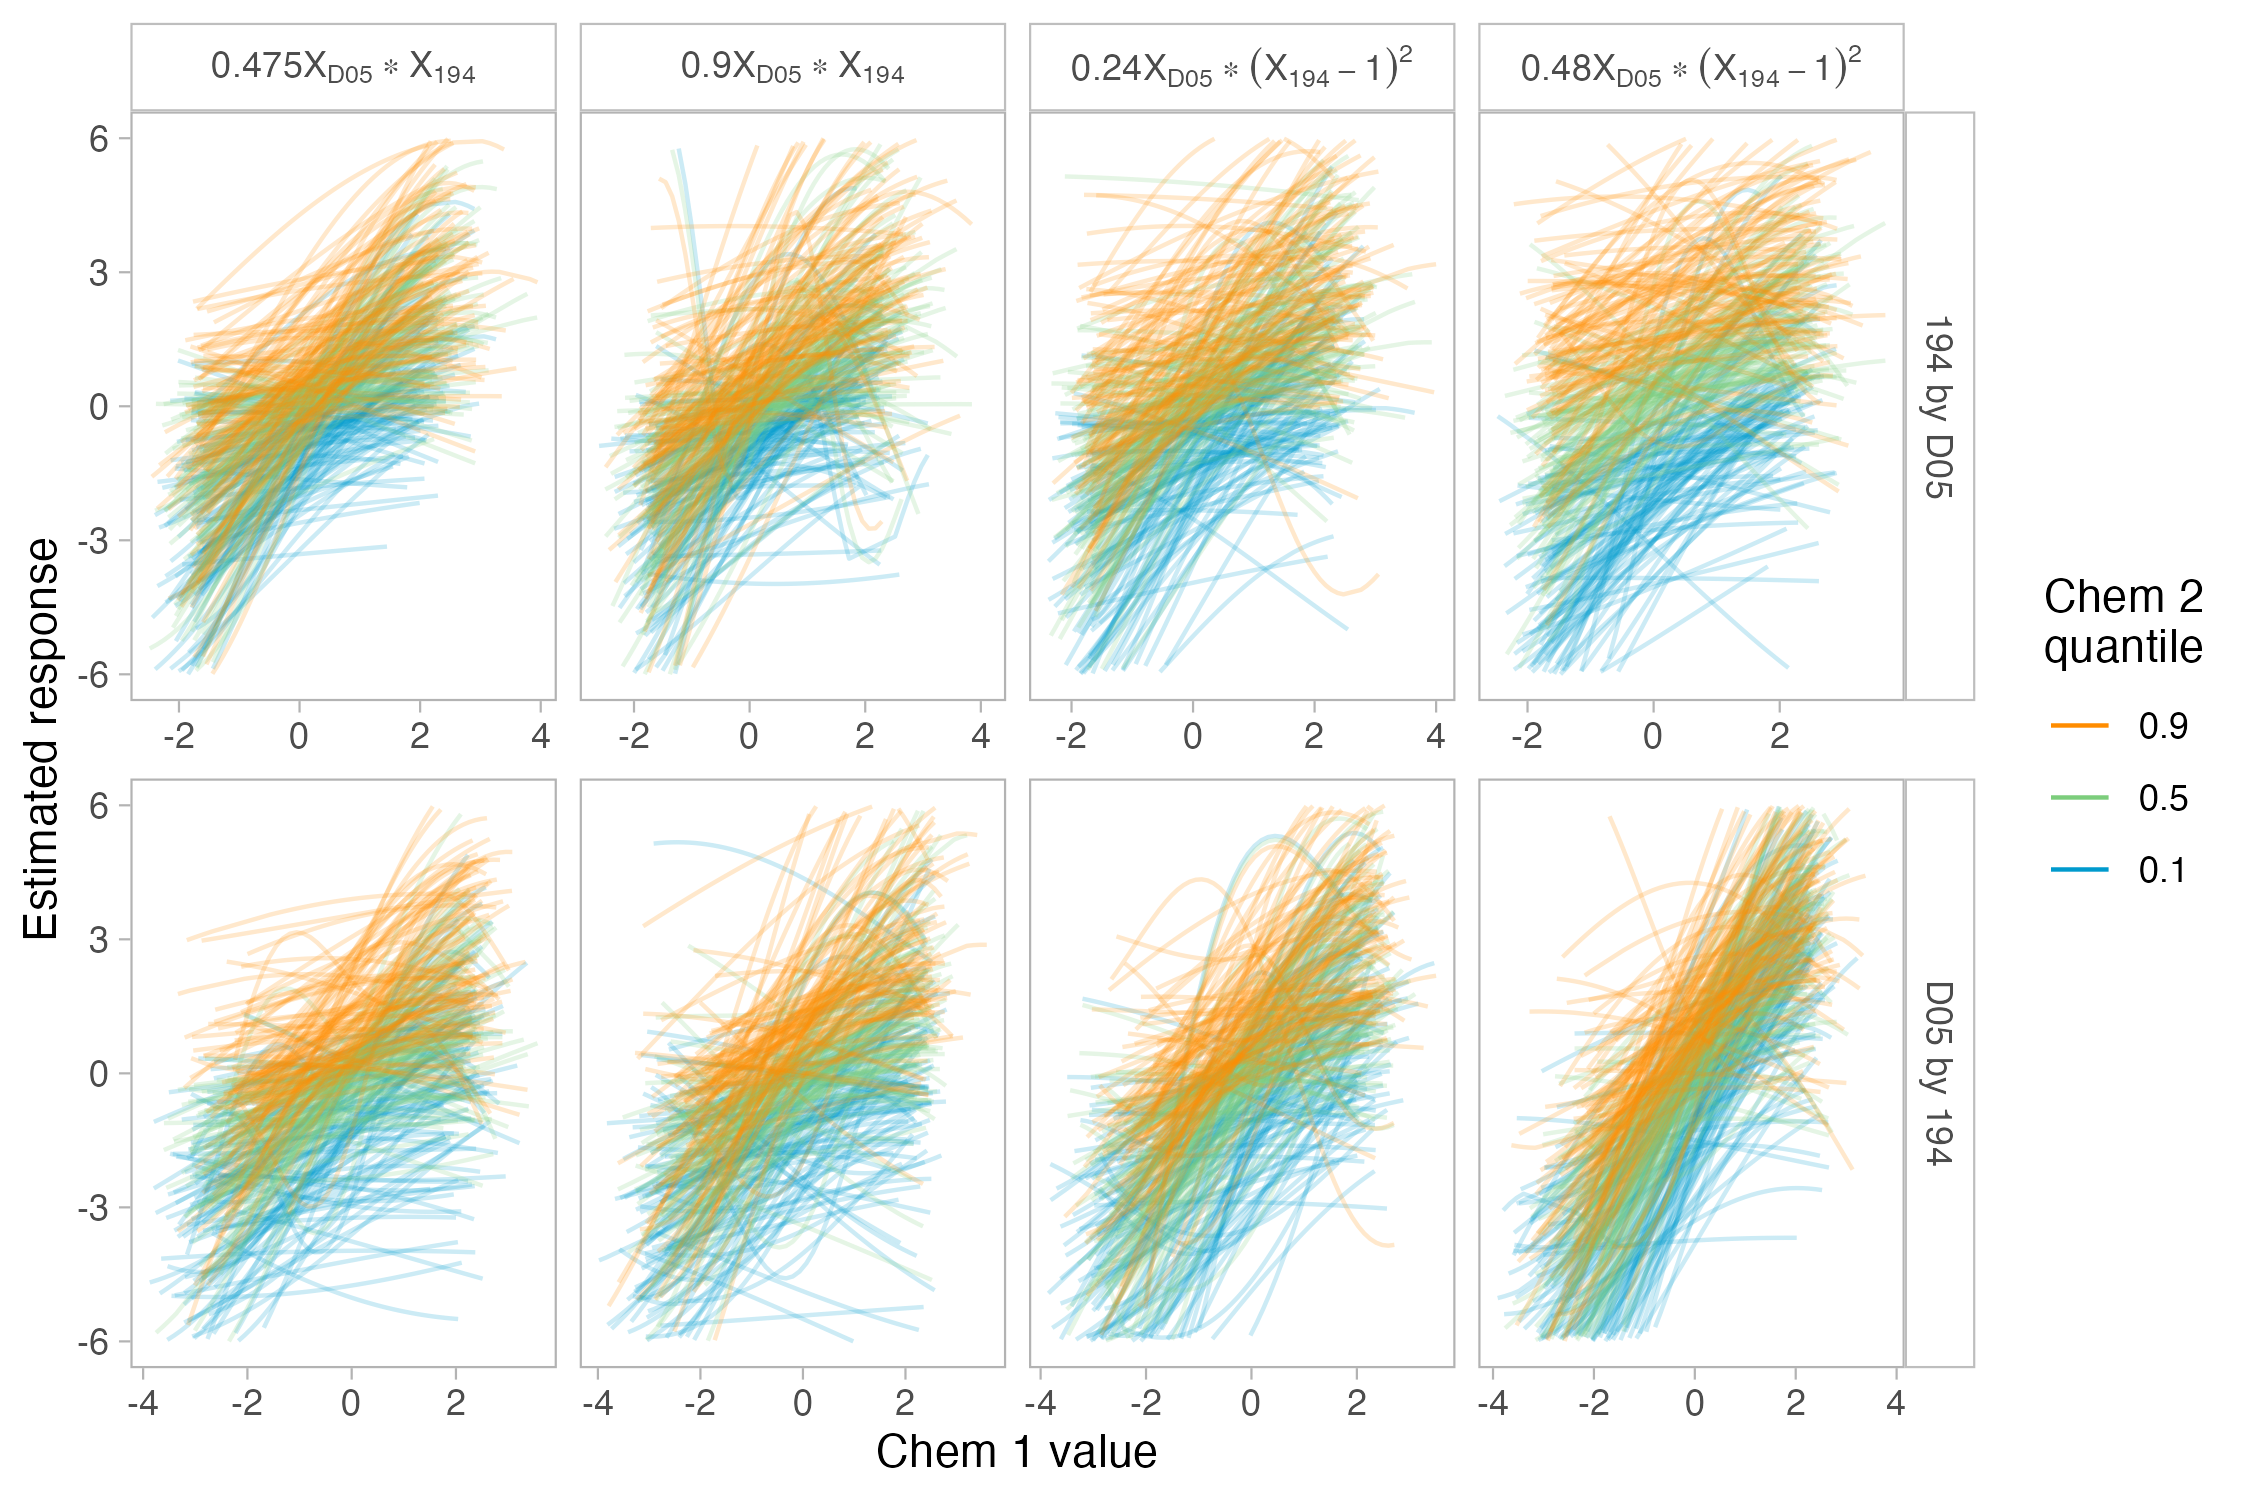 0.475X_D05 * X_194
0.9X_D05 * X_194
0.24X_D05 * (X_194 − 1)^2
0.48X_D05 * (X_194 − 1)^2
6
3
0
-3
-6
194 by D05
-2 0 2 4
-2 0 2 4
-2 0 2 4
-2 0 2
6
3
0
-3
-6
D05 by 194
-4 -2 0 2
-4 -2 0 2
-4 -2 0 2
-4 -2 0 2 4
Estimated response
Chem 1 value
Chem 2
quantile
0.9
0.5
0.1